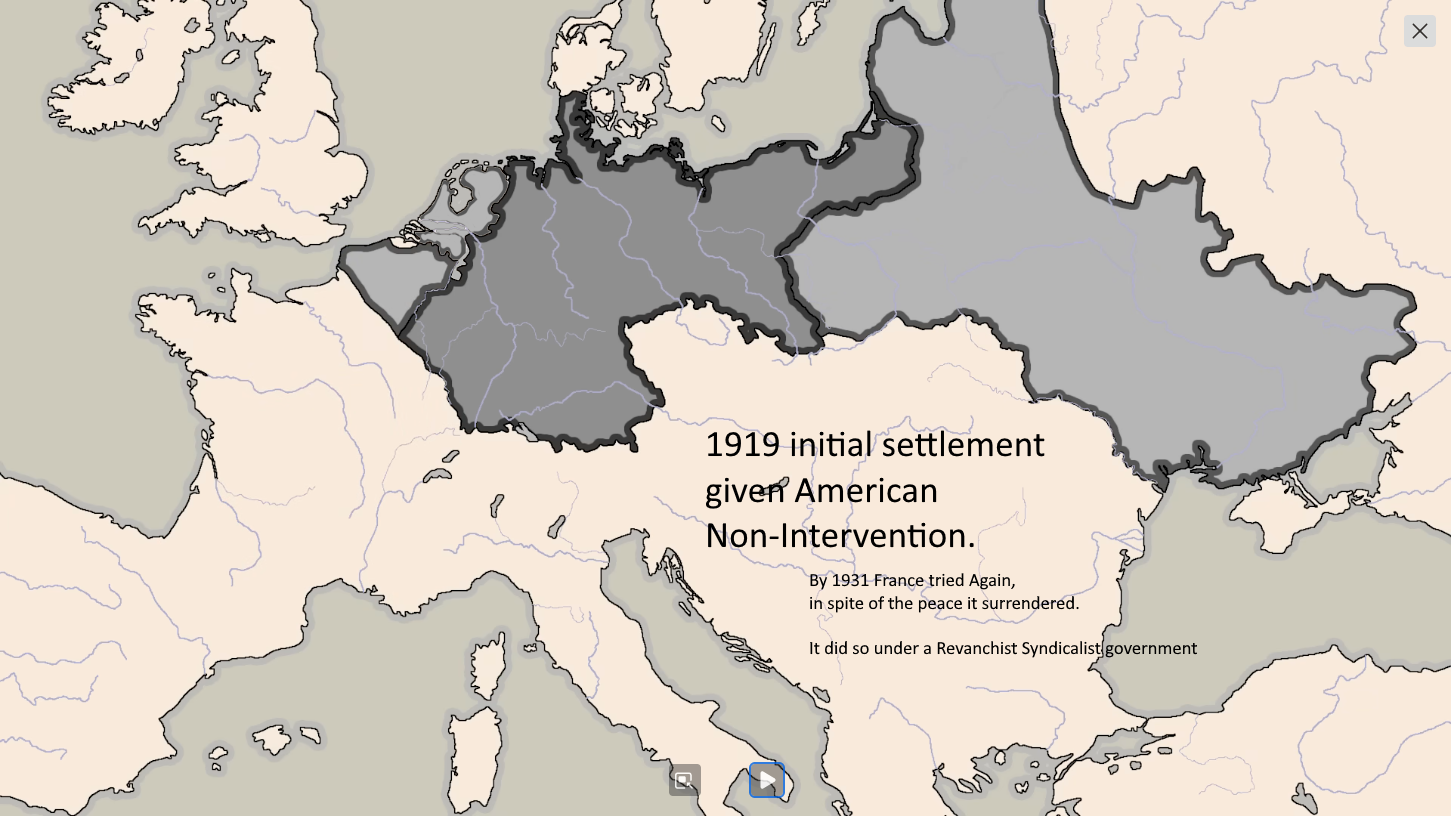 1919 initial settlement
given American
Non-Intervention.
By 1931 France tried Again,
in spite of the peace it surrendered.
It did so under a Revanchist Syndicalist government